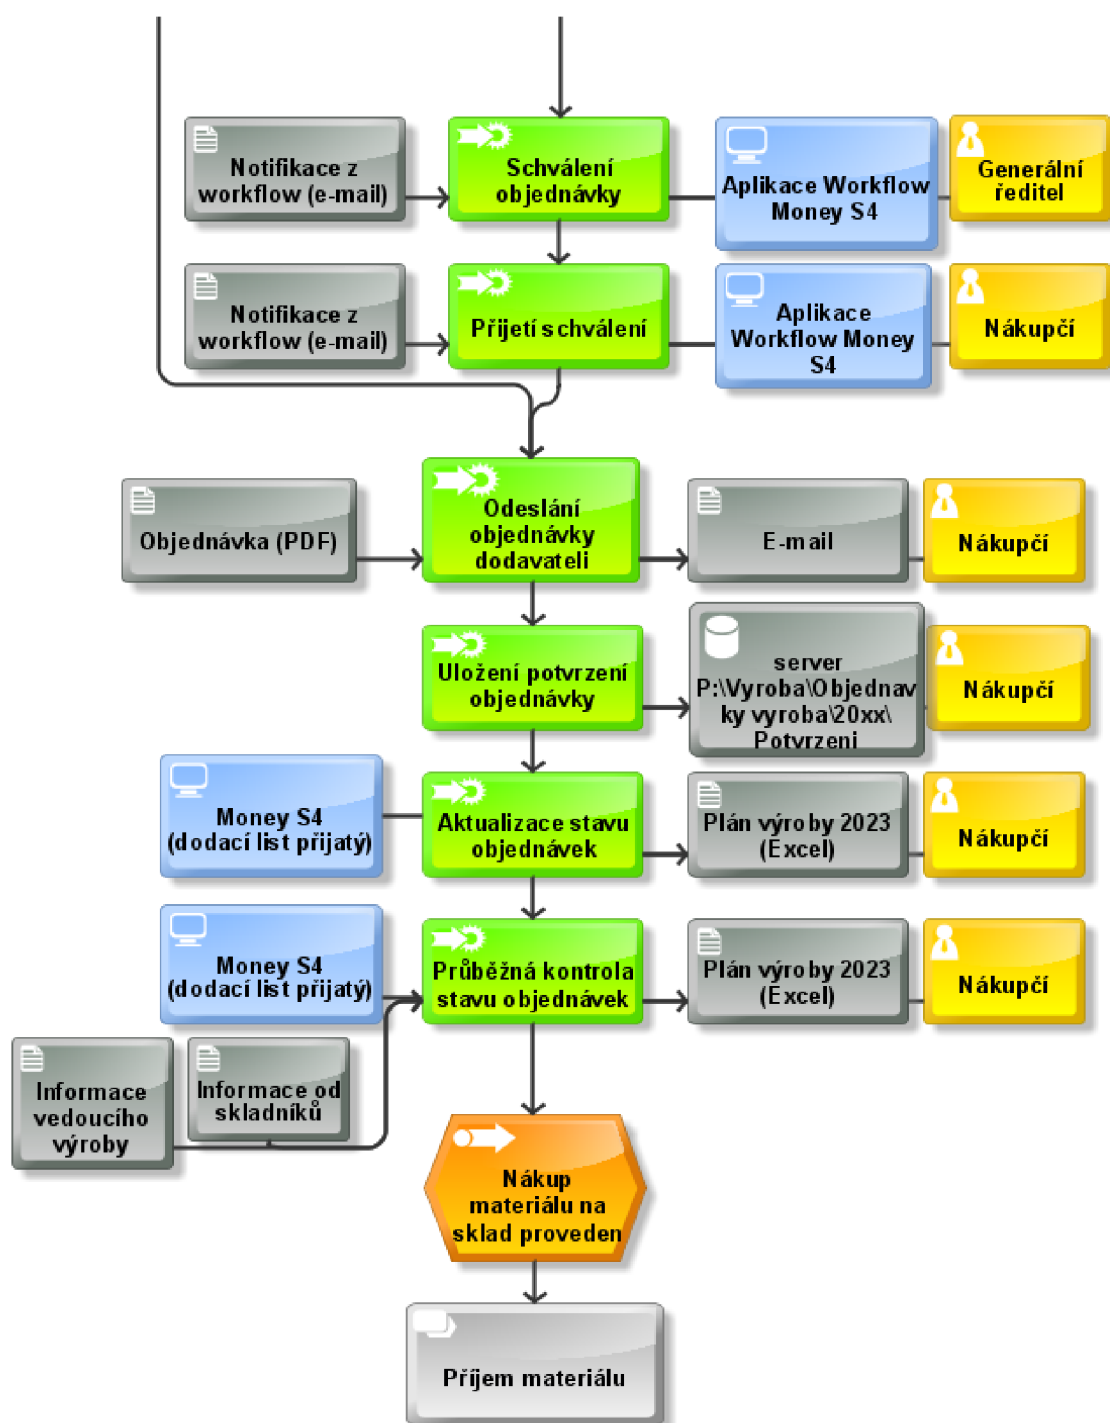 Notifikace z
workflow (e-mail)
Schválení
objednávky
Aplikace Workflow
Money S4
Generální
ředitel
Notifikace z
workflow (e-mail)
Přijetí schválení
Aplikace
Workflow Money
S4
Nákupčí
Objednávka (PDF)
Odeslání
objednávky
dodavateli
E-mail
Nákupčí
Uložení potvrzení
objednávky
server
P:\Vyroba\Objednav
ky vyroba\20xx\
Potvrzeni
Nákupčí
Money S4
(dodací list přijatý)
Aktualizace stavu
objednávek
Plán výroby 2023
(Excel)
Nákupčí
Money S4
(dodací list přijatý)
Průběžná kontrola
stavu objednávek
Plán výroby 2023
(Excel)
Nákupčí
Informace
vedoucího
výroby
Informace od
skladníků
Nákup
materiálu na
sklad proveden
Příjem materiálu